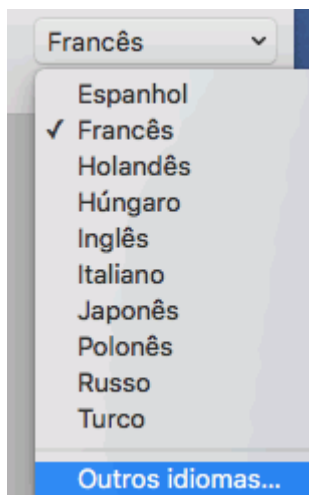 Francês
Espanhol
✓ Francês
Holandês
Húngaro
Inglês
Italiano
Japonês
Polonês
Russo
Turco
Outros idiomas...